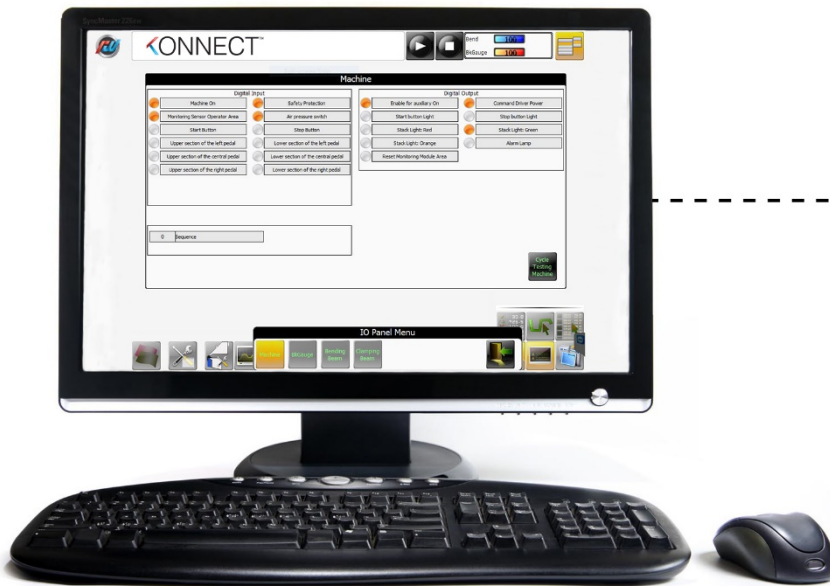 SyncMaster 226bw
KONNECT™
Bend 100
BkGauge 100
Machine
Digital Input
Digital Output
Machine On
Safety Protection
Enable for auxiliary On
Command Driver Power
Monitoring Sensor Operator Area
Air pressure switch
Start button Light
Stop button Light
Start Button
Stop Button
Stack Light: Red
Stack Light: Green
Upper section of the left pedal
Lower section of the left pedal
Stack Light: Orange
Alarm Lamp
Upper section of the central pedal
Lower section of the central pedal
Reset Monitoring Module Area
Upper section of the right pedal
Lower section of the right pedal
0 Sequence
Cycle
Testing
Machine
IO Panel Menu
Machine
BkGauge
Bending
Beam
Clamping
Beam